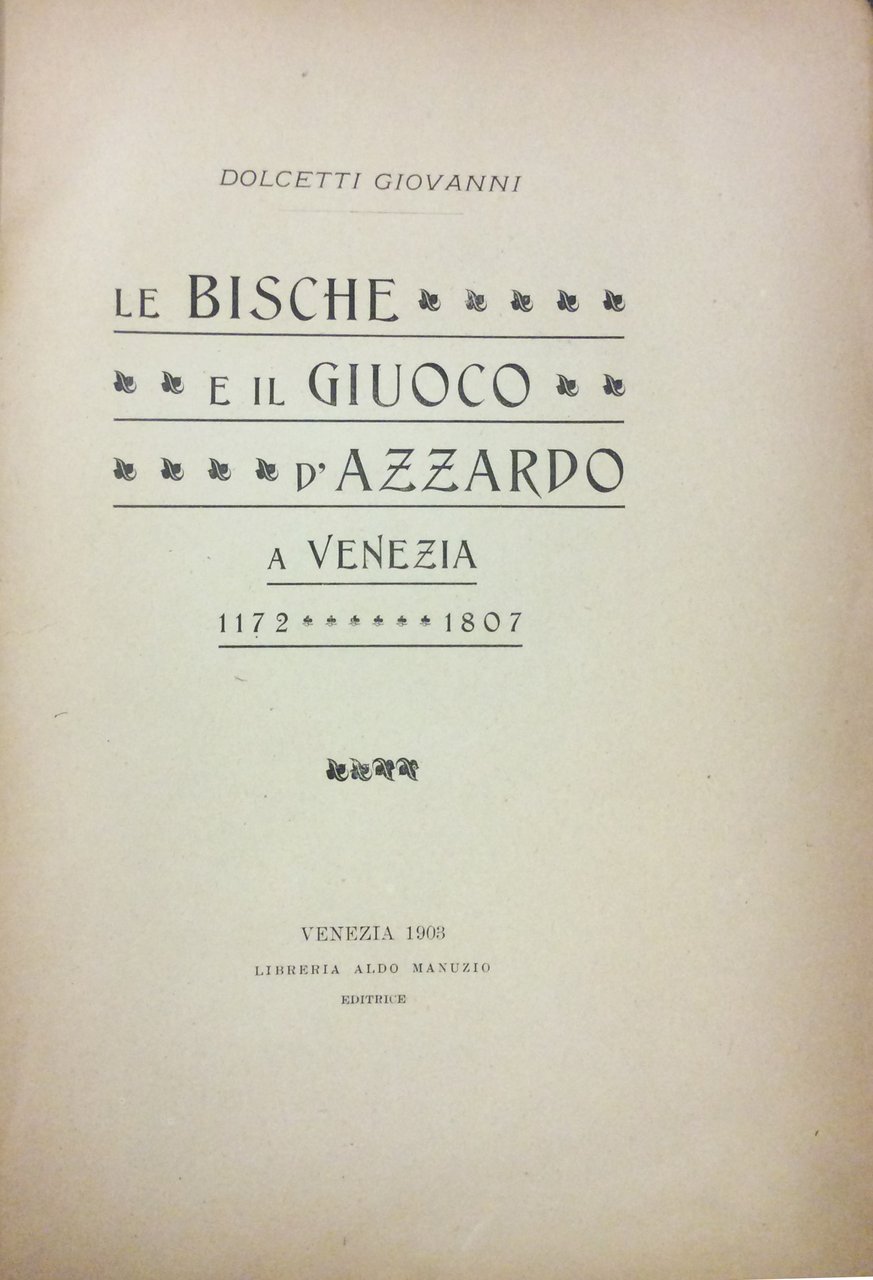 DOLCETTI GIOVANNI
LE BISCHE
E IL GIUOCO
D'AZZARDO
A VENEZIA
1172 1807
VENEZIA 1903
LIBRERIA ALDO MANUZIO
EDITRICE